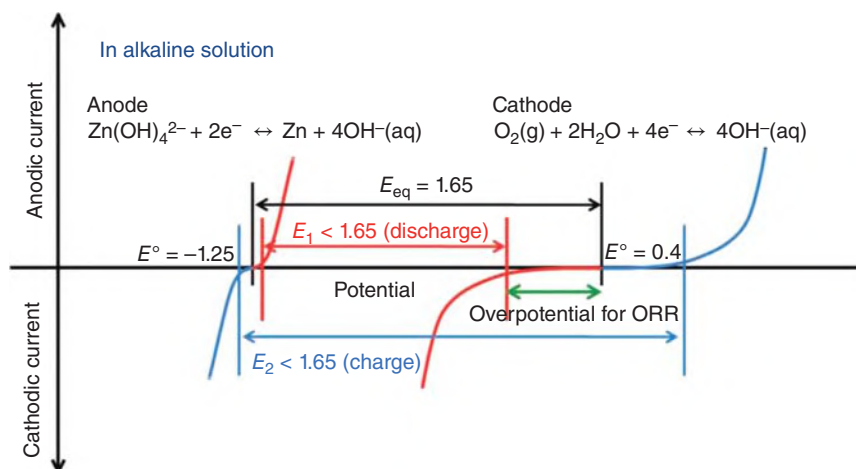 In alkaline solution
Anode
Zn(OH)₄²⁻ + 2e⁻ ↔ Zn + 4OH⁻(aq)
Cathode
O₂(g) + 2H₂O + 4e⁻ ↔ 4OH⁻(aq)
Anodic current
E_eq = 1.65
E₁ < 1.65 (discharge)
E° = −1.25
E° = 0.4
Potential
Overpotential for ORR
E₂ < 1.65 (charge)
Cathodic current